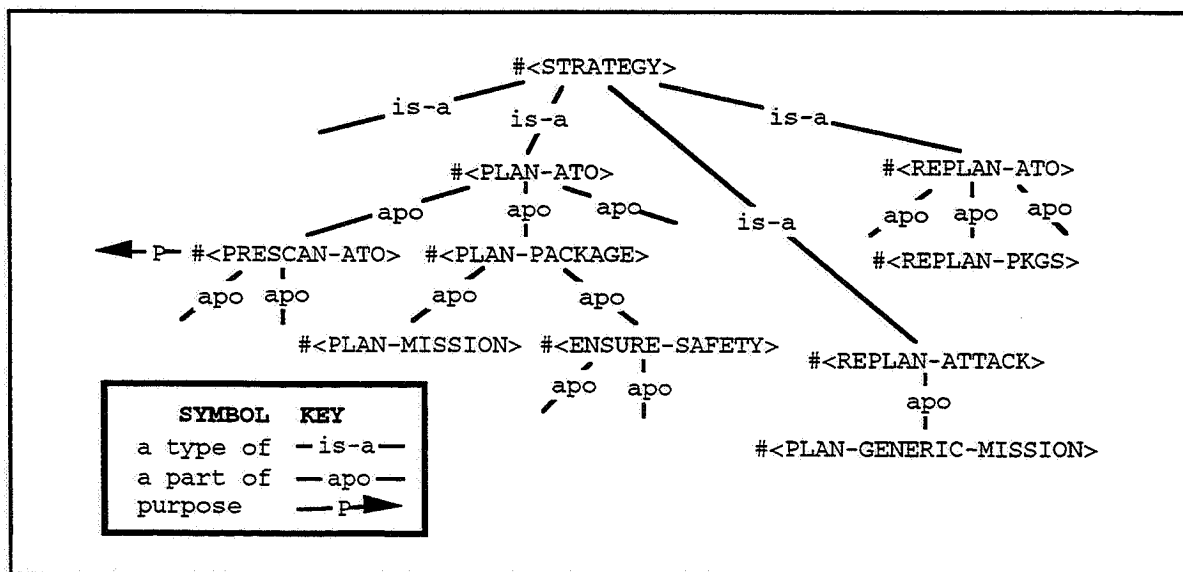 #<STRATEGY>
is-a
is-a
is-a
#<PLAN-ATO>
#<REPLAN-ATO>
apo
apo
apo
is-a
apo
apo
apo
P
#<PRESCAN-ATO>
#<PLAN-PACKAGE>
#<REPLAN-PKGS>
apo
apo
apo
apo
#<PLAN-MISSION>
#<ENSURE-SAFETY>
#<REPLAN-ATTACK>
apo
apo
apo
#<PLAN-GENERIC-MISSION>
SYMBOL KEY
a type of is-a
a part of apo
purpose P